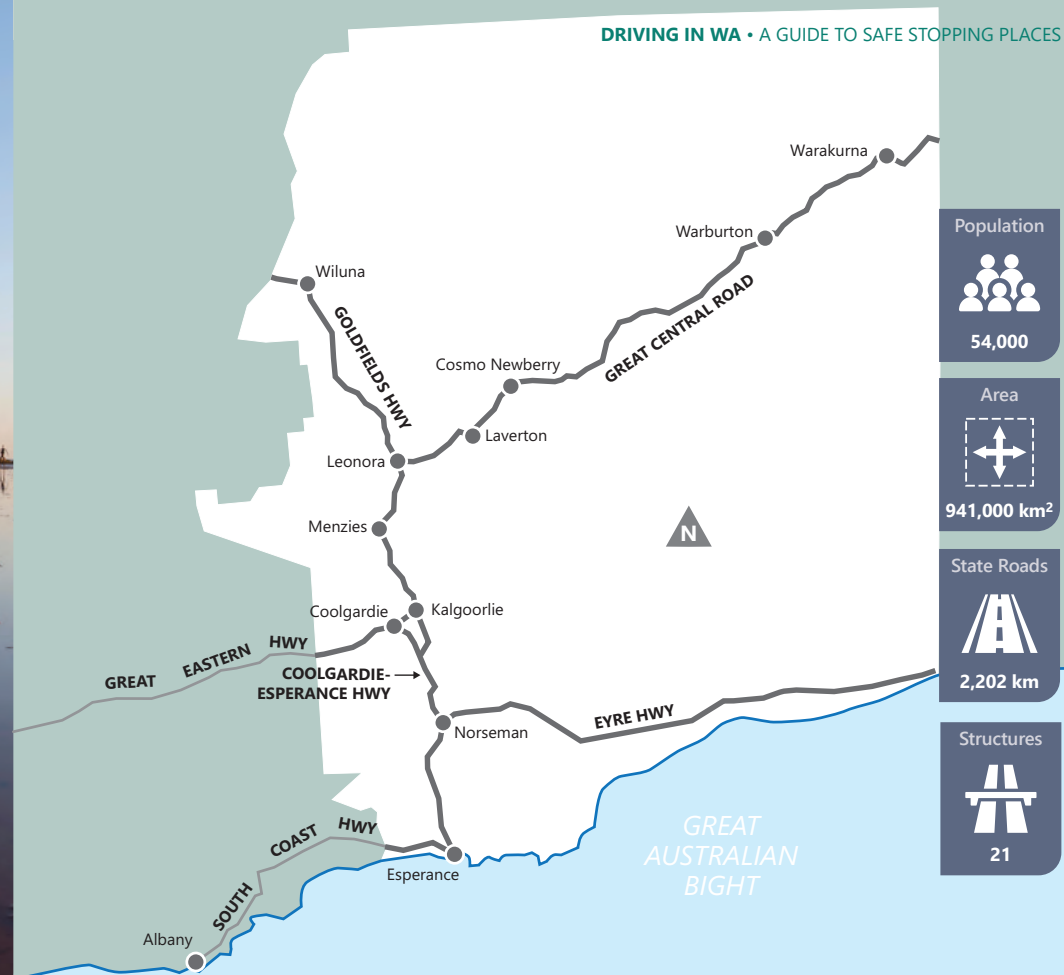 DRIVING IN WA • A GUIDE TO SAFE STOPPING PLACES
Warakurna
Warburton
Wiluna
GOLDFIELDS HWY
GREAT CENTRAL ROAD
Cosmo Newberry
Laverton
Leonora
Menzies
N
Coolgardie
Kalgoorlie
GREAT EASTERN HWY
COOLGARDIE-
ESPERANCE HWY
EYRE HWY
Norseman
SOUTH COAST HWY
Esperance
GREAT
AUSTRALIAN
BIGHT
Albany
Population
54,000
Area
941,000 km²
State Roads
2,202 km
Structures
21